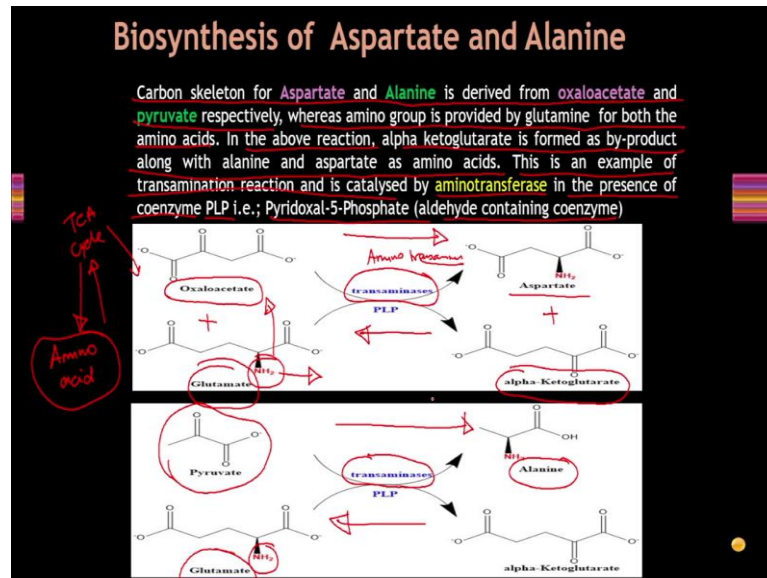 Biosynthesis of Aspartate and Alanine
Carbon skeleton for Aspartate and Alanine is derived from oxaloacetate and
pyruvate respectively, whereas amino group is provided by glutamine for both the
amino acids. In the above reaction, alpha ketoglutarate is formed as by-product
along with alanine and aspartate as amino acids. This is an example of
transamination reaction and is catalysed by aminotransferase in the presence of
coenzyme PLP i.e.; Pyridoxal-5-Phosphate (aldehyde containing coenzyme)
TCA
cycle
Amino
acid
O
O
O-
-O
O
Oxaloacetate
+
O
O
-O
O-
NH2
Glutamate
Amino
transaminases
PLP
O
O
-O
O-
NH2
Aspartate
+
O
O
-O
O-
O
alpha-Ketoglutarate
O
O-
O
Pyruvate
O
O
-O
O-
NH2
Glutamate
transaminases
PLP
O
OH
NH2
Alanine
O
O
-O
O-
O
alpha-Ketoglutarate